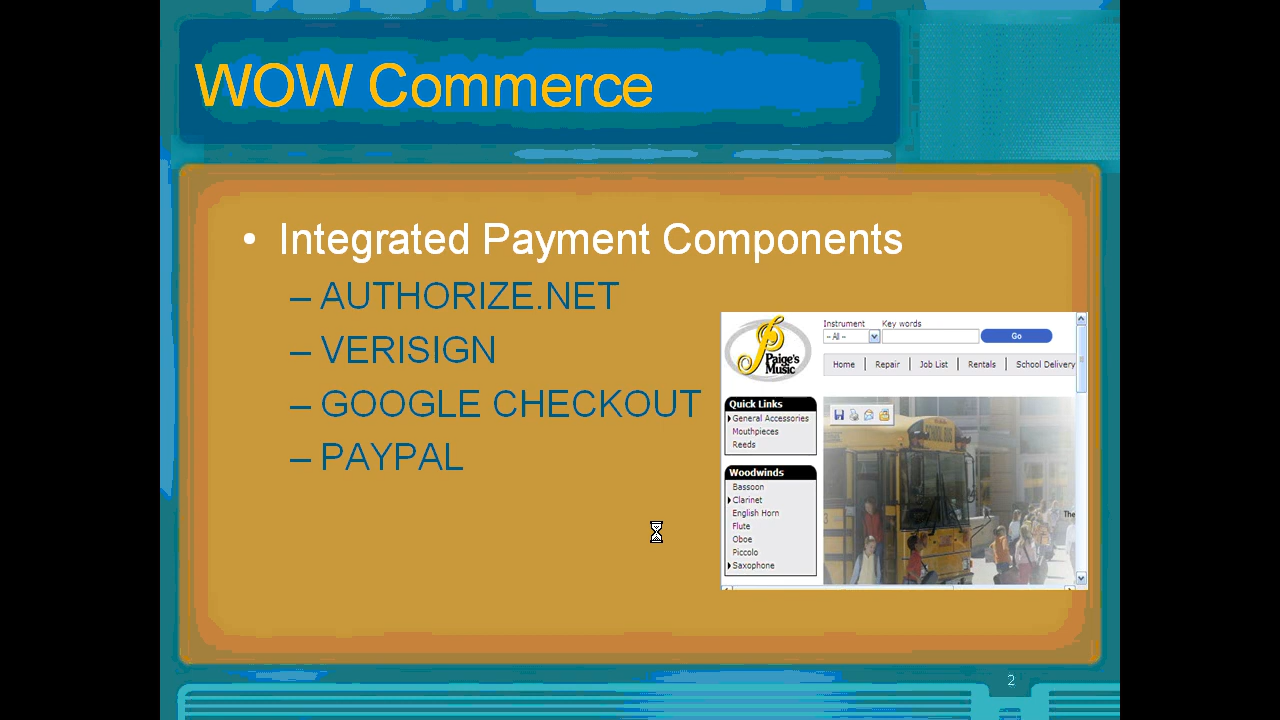 WOW Commerce
• Integrated Payment Components
– AUTHORIZE.NET
– VERISIGN
– GOOGLE CHECKOUT
– PAYPAL
Paige's
Music
Instrument Key words
-- All -- Go
Home Repair Job List Rentals School Delivery
Quick Links
General Accessories
Mouthpieces
Reeds
Woodwinds
Bassoon
Clarinet
English Horn
Flute
Oboe
Piccolo
Saxophone
SCHOOL BUS
The
2